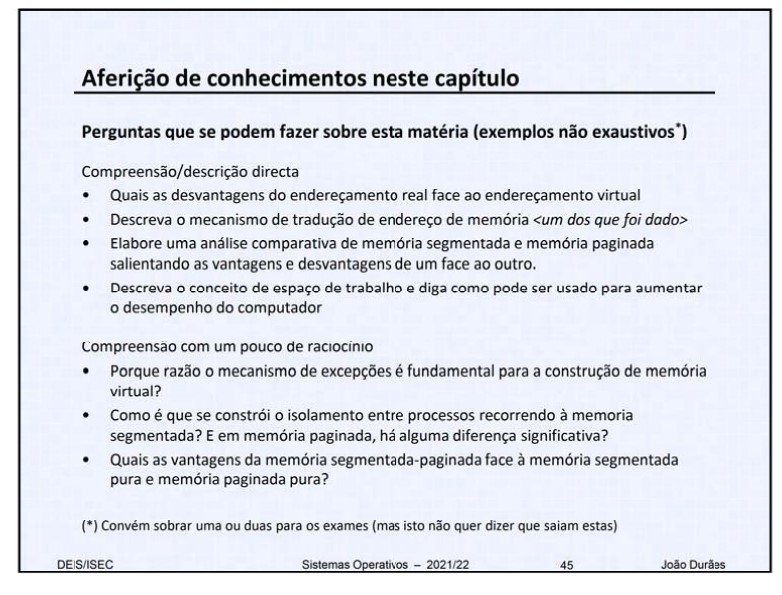 Aferição de conhecimentos neste capítulo
Perguntas que se podem fazer sobre esta matéria (exemplos não exaustivos*)
Compreensão/descrição directa
• Quais as desvantagens do endereçamento real face ao endereçamento virtual
• Descreva o mecanismo de tradução de endereço de memória <um dos que foi dado>
• Elabore uma análise comparativa de memória segmentada e memória paginada
salientando as vantagens e desvantagens de um face ao outro.
• Descreva o conceito de espaço de trabalho e diga como pode ser usado para aumentar
o desempenho do computador
Compreensão com um pouco de raciocínio
• Porque razão o mecanismo de excepções é fundamental para a construção de memória
virtual?
• Como é que se constrói o isolamento entre processos recorrendo à memoria
segmentada? E em memória paginada, há alguma diferença significativa?
• Quais as vantagens da memória segmentada-paginada face à memória segmentada
pura e memória paginada pura?
(*) Convém sobrar uma ou duas para os exames (mas isto não quer dizer que saiam estas)
DEIS/ISEC Sistemas Operativos – 2021/22 45 João Durães